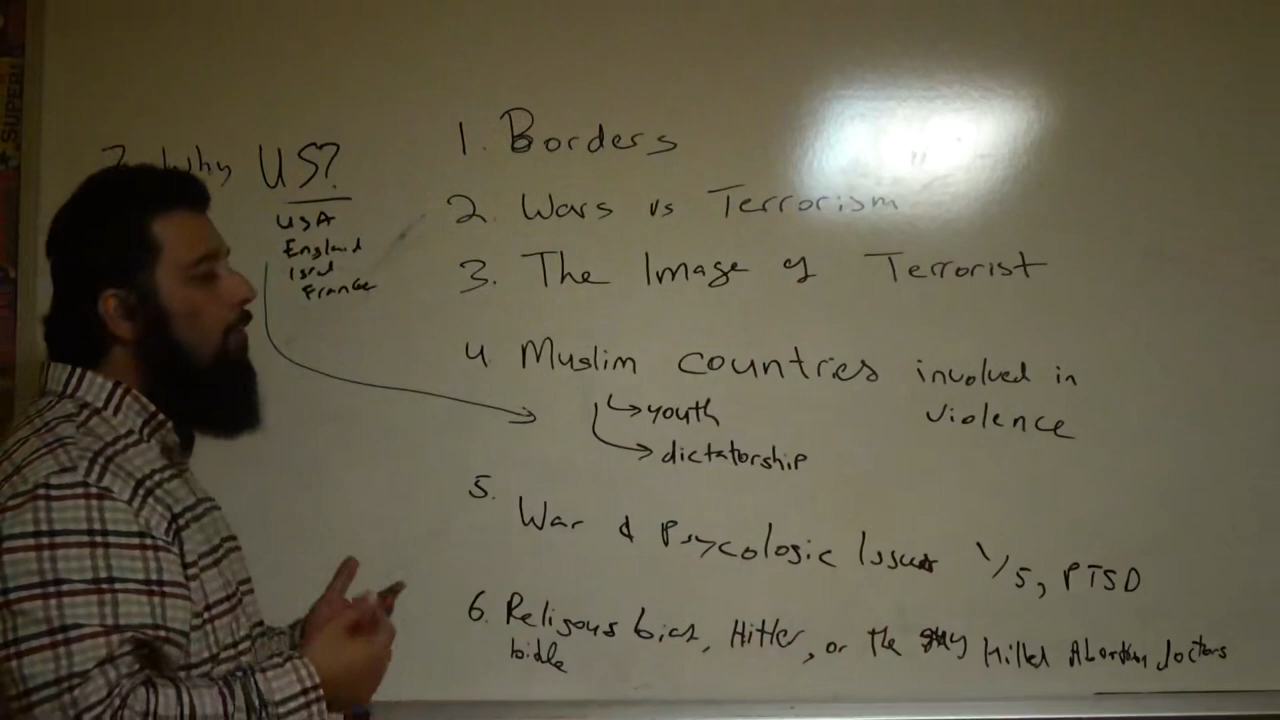 SUPER!
7. Why US?
USA
England
Isral
France
1. Borders
2. Wars vs Terrorism
3. The Image of Terrorist
4 Muslim countries involved in
violence
youth
dictatorship
5. War & Psycologic Issues 1/5, PTSD
6. Religous bias, Hitler, or the guy killed Abortion doctors